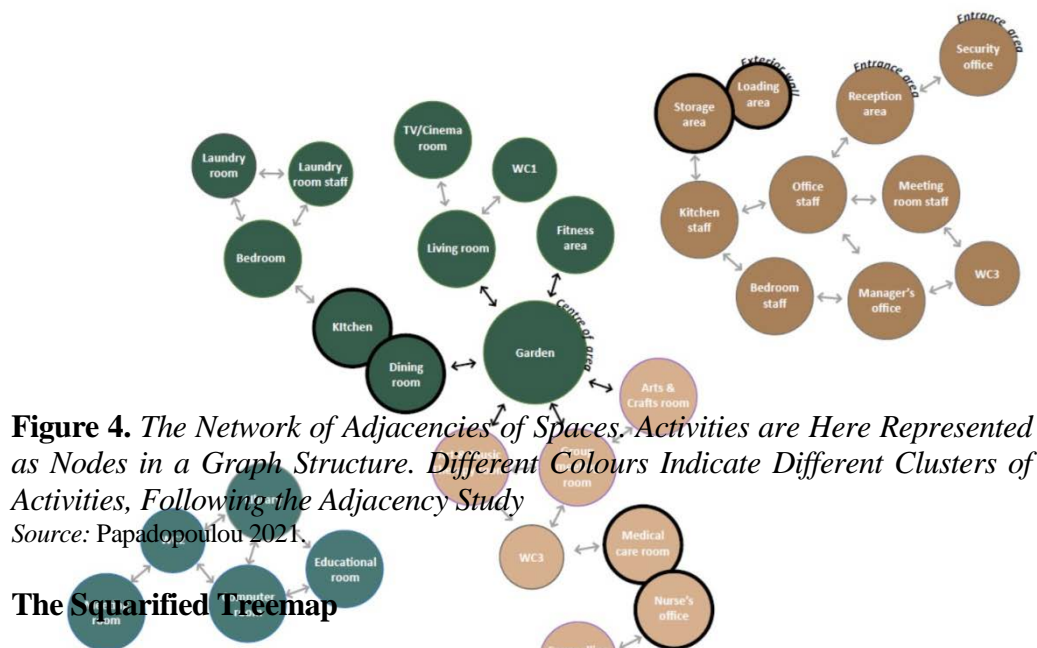 Entrance area
Security
office
Exterior wall
Loading
area
Storage
area
Entrance area
Reception
area
TV/Cinema
room
WC1
Laundry
room
Laundry
room staff
Office
staff
Meeting
room staff
Kitchen
staff
Fitness
area
Living room
Bedroom
WC3
Bedroom
staff
Manager's
office
Centre of area
Garden
KItchen
Dining
room
Arts &
Crafts room
Figure 4. The Network of Adjacencies of Spaces. Activities are Here Represented
as Nodes in a Graph Structure. Different Colours Indicate Different Clusters of
Activities, Following the Adjacency Study
Source: Papadopoulou 2021.
room
Medical
care room
WC3
Educational
room
Computer
room
The Squarified Treemap
room
Nurse's
office